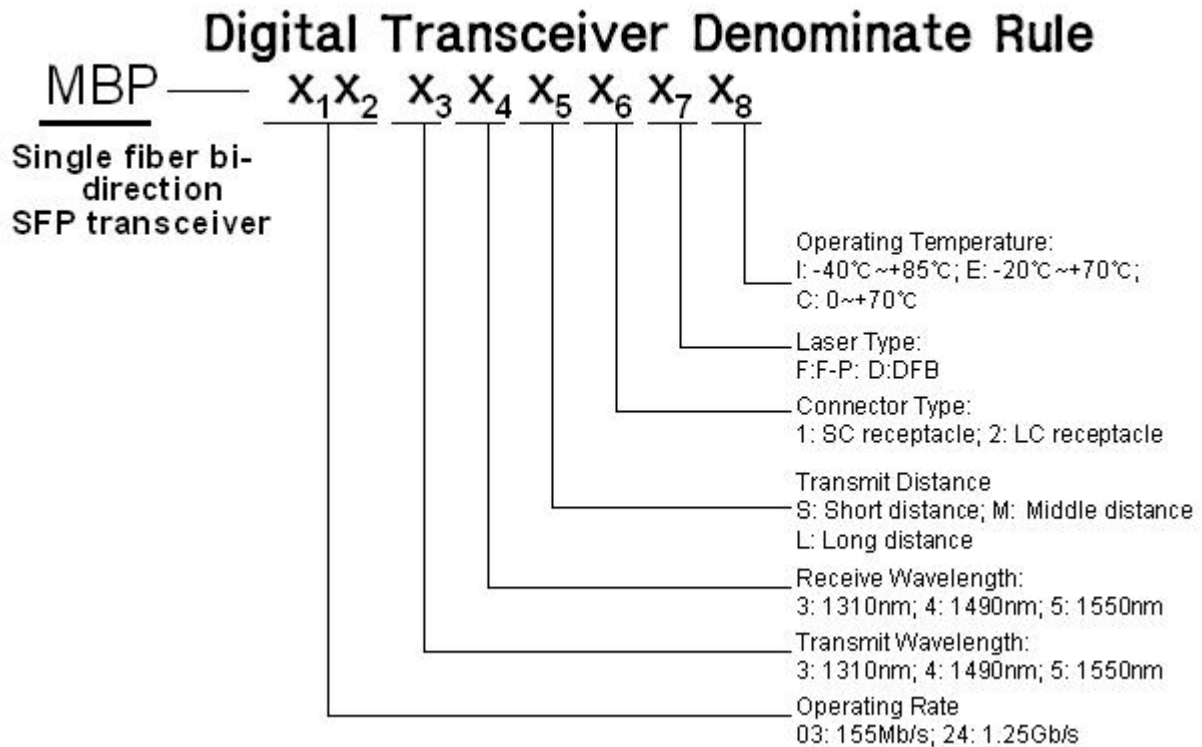 Digital Transceiver Denominate Rule
MBP — X1X2 X3 X4 X5 X6 X7 X8
Single fiber bi-
direction
SFP transceiver
Operating Temperature:
I: -40℃~+85℃; E: -20℃~+70℃;
C: 0~+70℃
Laser Type:
F:F-P: D:DFB
Connector Type:
1: SC receptacle; 2: LC receptacle
Transmit Distance
S: Short distance; M: Middle distance
L: Long distance
Receive Wavelength:
3: 1310nm; 4: 1490nm; 5: 1550nm
Transmit Wavelength:
3: 1310nm; 4: 1490nm; 5: 1550nm
Operating Rate
03: 155Mb/s; 24: 1.25Gb/s